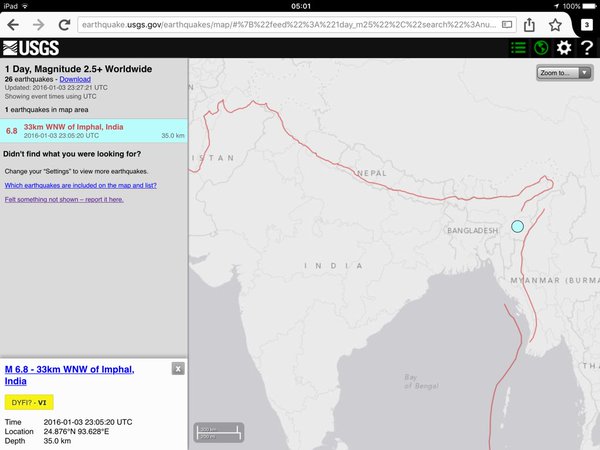 iPad
05:01
100%
earthquake.usgs.gov/earthquakes/map/#%7B%22feed%22%3A%221day_m25%22%2C%22search%22%3Anu
3
USGS
1 Day, Magnitude 2.5+ Worldwide
26 earthquakes - Download
Updated: 2016-01-03 23:27:21 UTC
Showing event times using UTC
1 earthquakes in map area
6.8 33km WNW of Imphal, India
2016-01-03 23:05:20 UTC 35.0 km
Didn't find what you were looking for?
Change your "Settings" to view more earthquakes.
Which earthquakes are included on the map and list?
Felt something not shown – report it here.
Zoom to...
ISTAN
NEPAL
BANGLADESH
INDIA
MYANMAR (BURMA
THA
Bay
of Bengal
200 km
200 mi
M 6.8 - 33km WNW of Imphal,
India
X
DYFI? - VI
Time 2016-01-03 23:05:20 UTC
Location 24.876°N 93.628°E
Depth 35.0 km